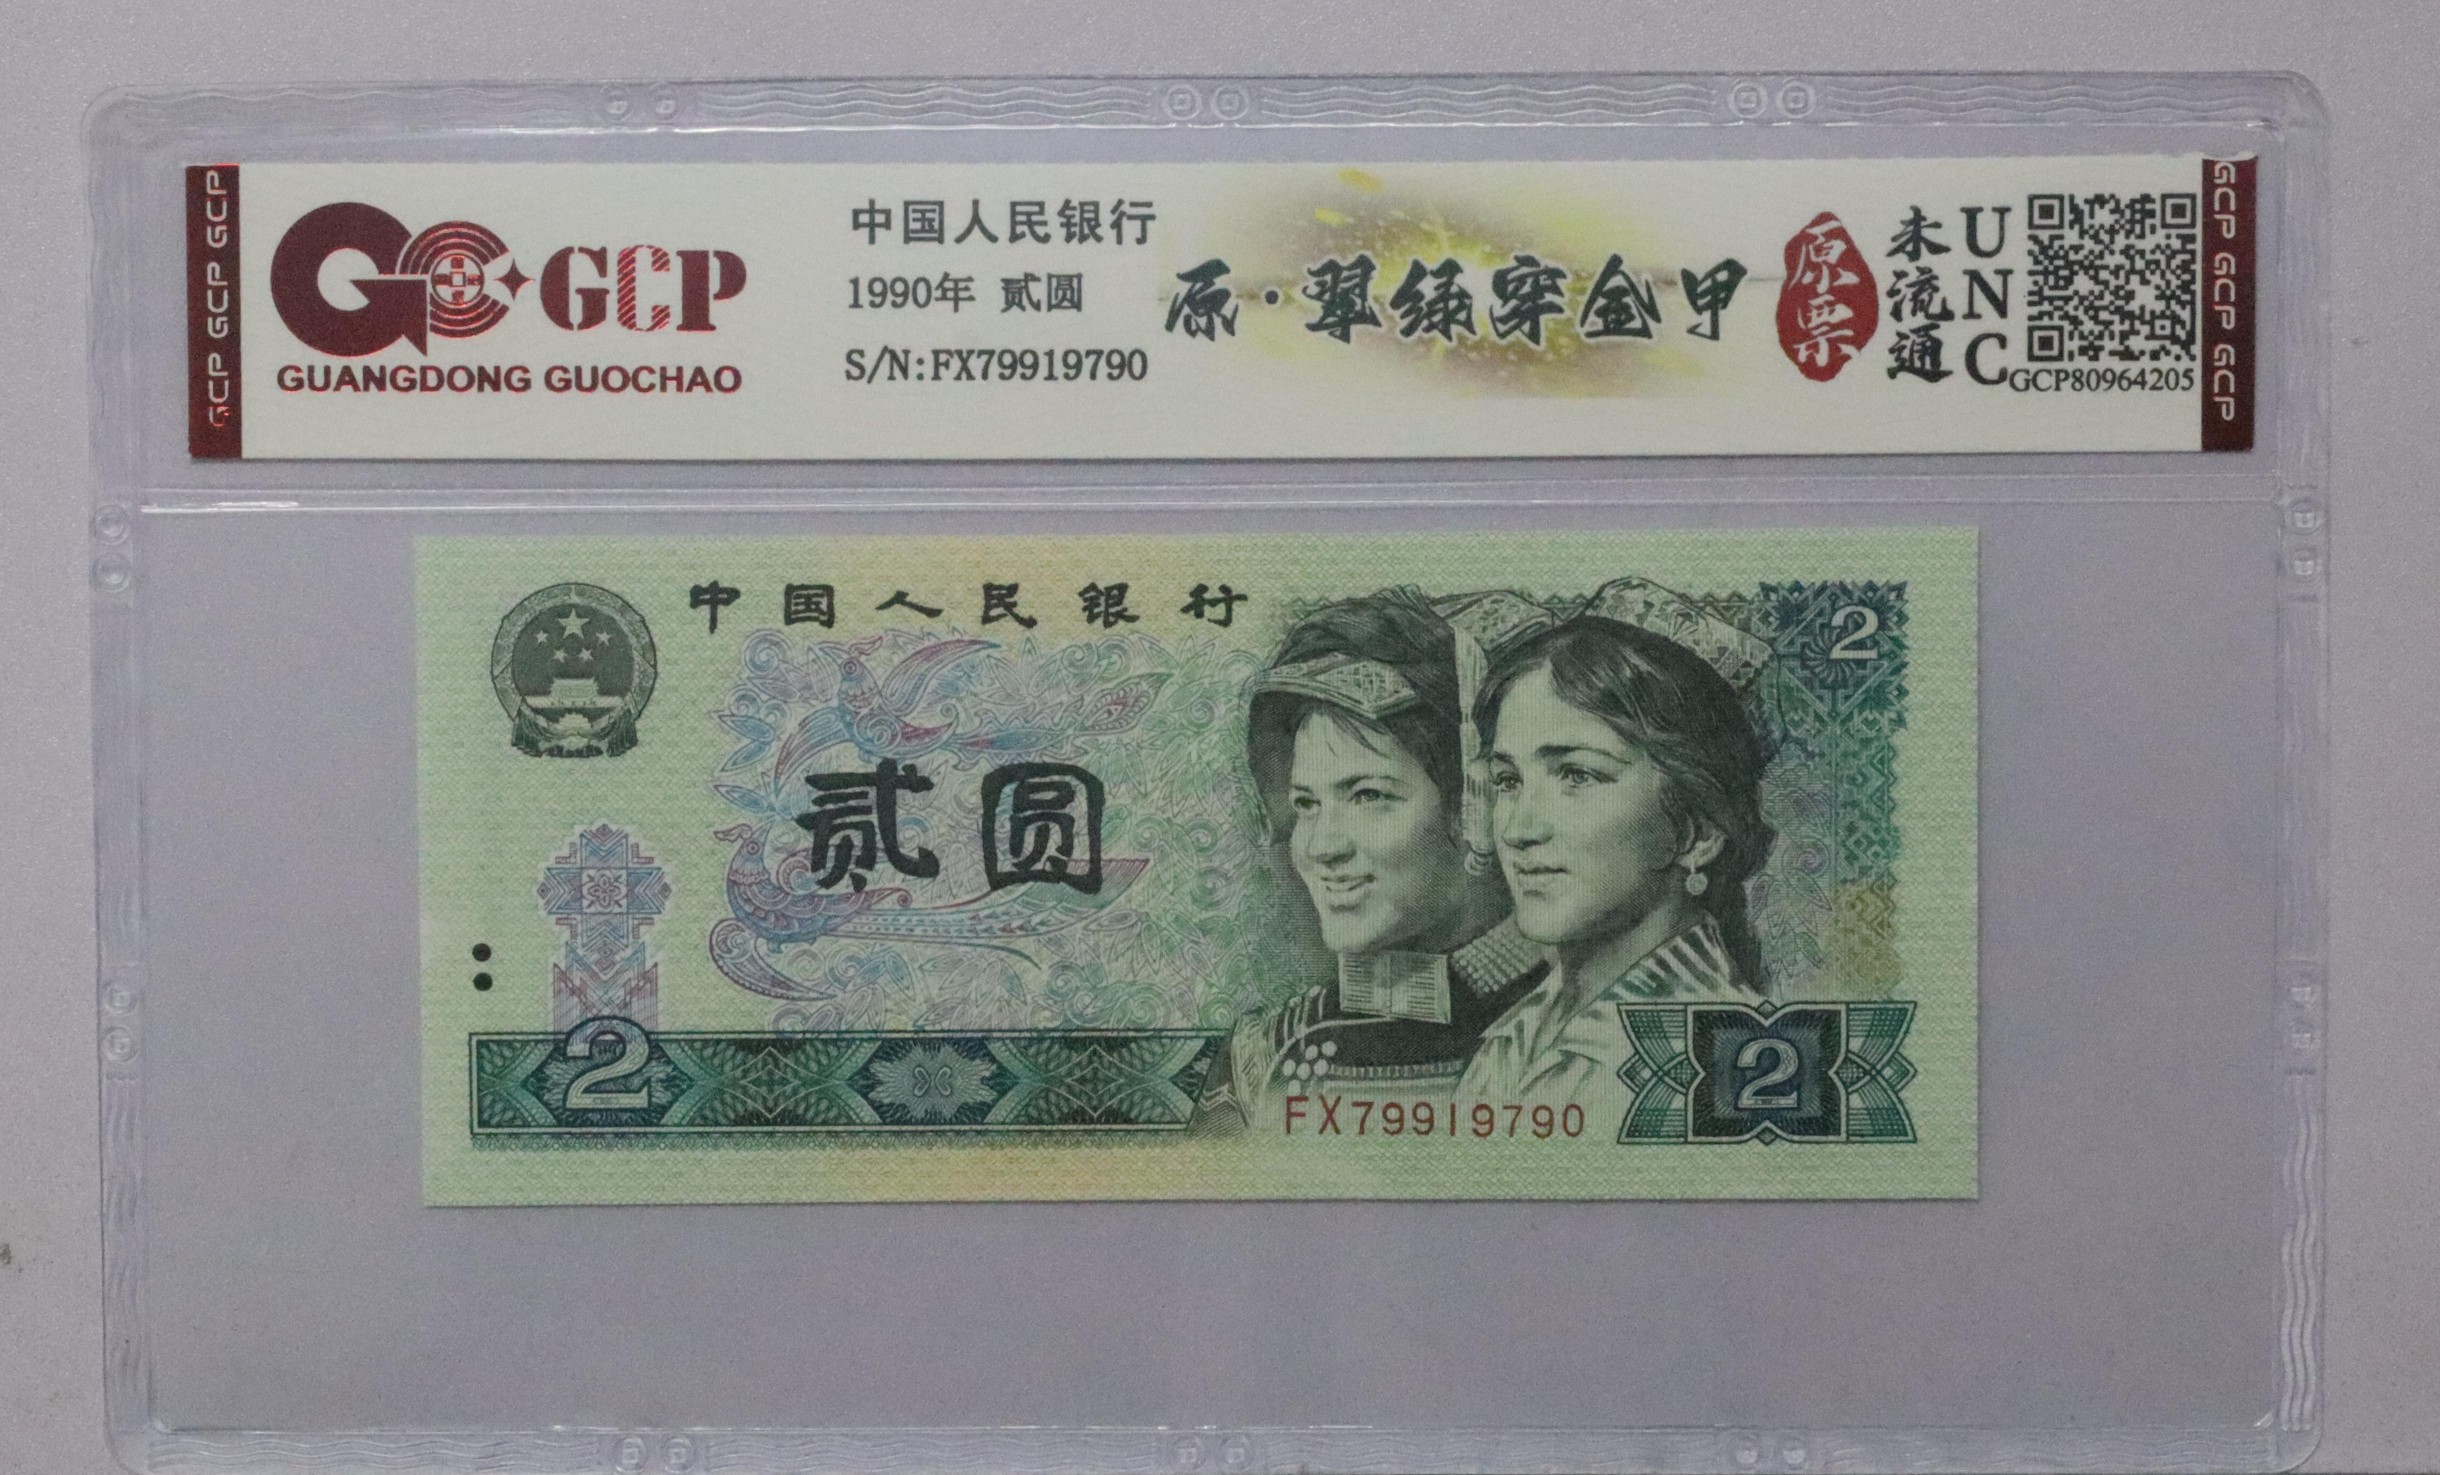 GCP GCP GCP
GCP
GUANGDONG GUOCHAO
中国人民银行
1990年 贰圆
S/N:FX79919790
原·翠绿穿金甲
原票
未流通
UNC
GCP80964205
GCP GCP GCP
中国人民银行
2
贰圆
2
FX79919790
2